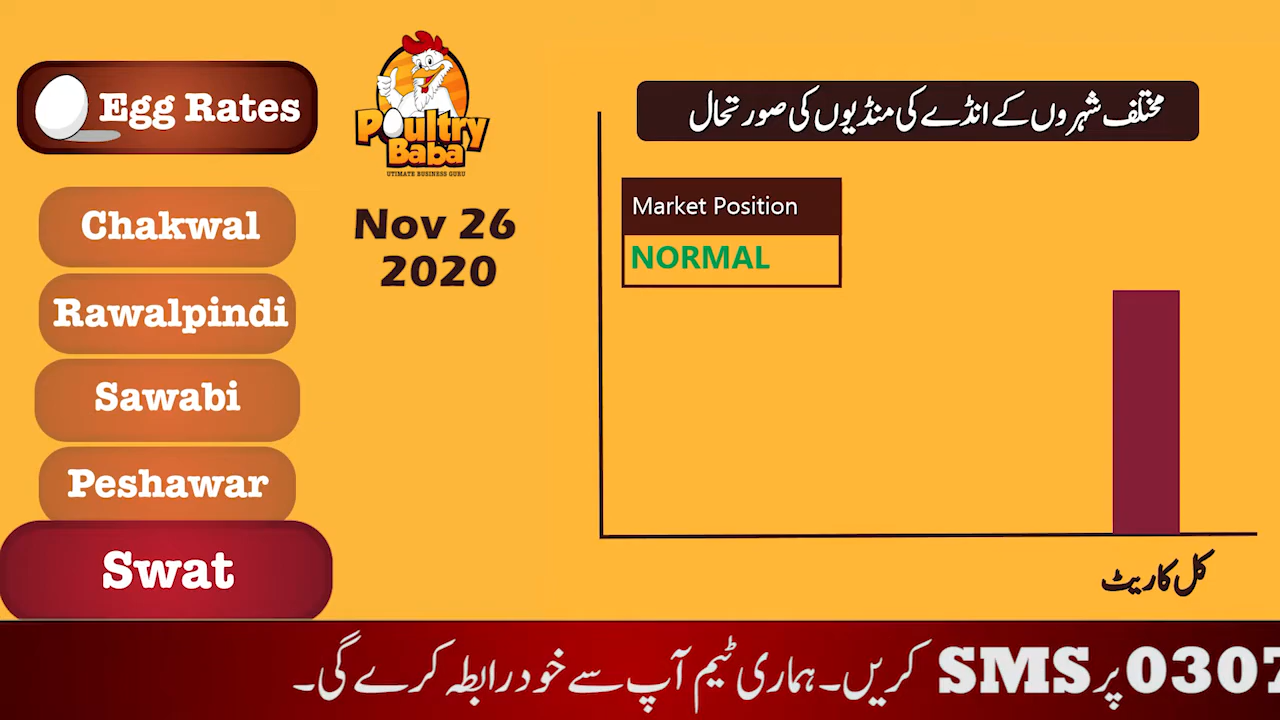 Egg Rates
Chakwal
Rawalpindi
Sawabi
Peshawar
Swat
Poultry
Baba
UTIMATE BUSINESS GURU
Nov 26
2020
مختلف شہروں کے انڈے کی منڈیوں کی صورتحال
Market Position
NORMAL
کل کا ریٹ
0307 پر SMS کریں۔ ہماری ٹیم آپ سے خود رابطہ کرے گی۔